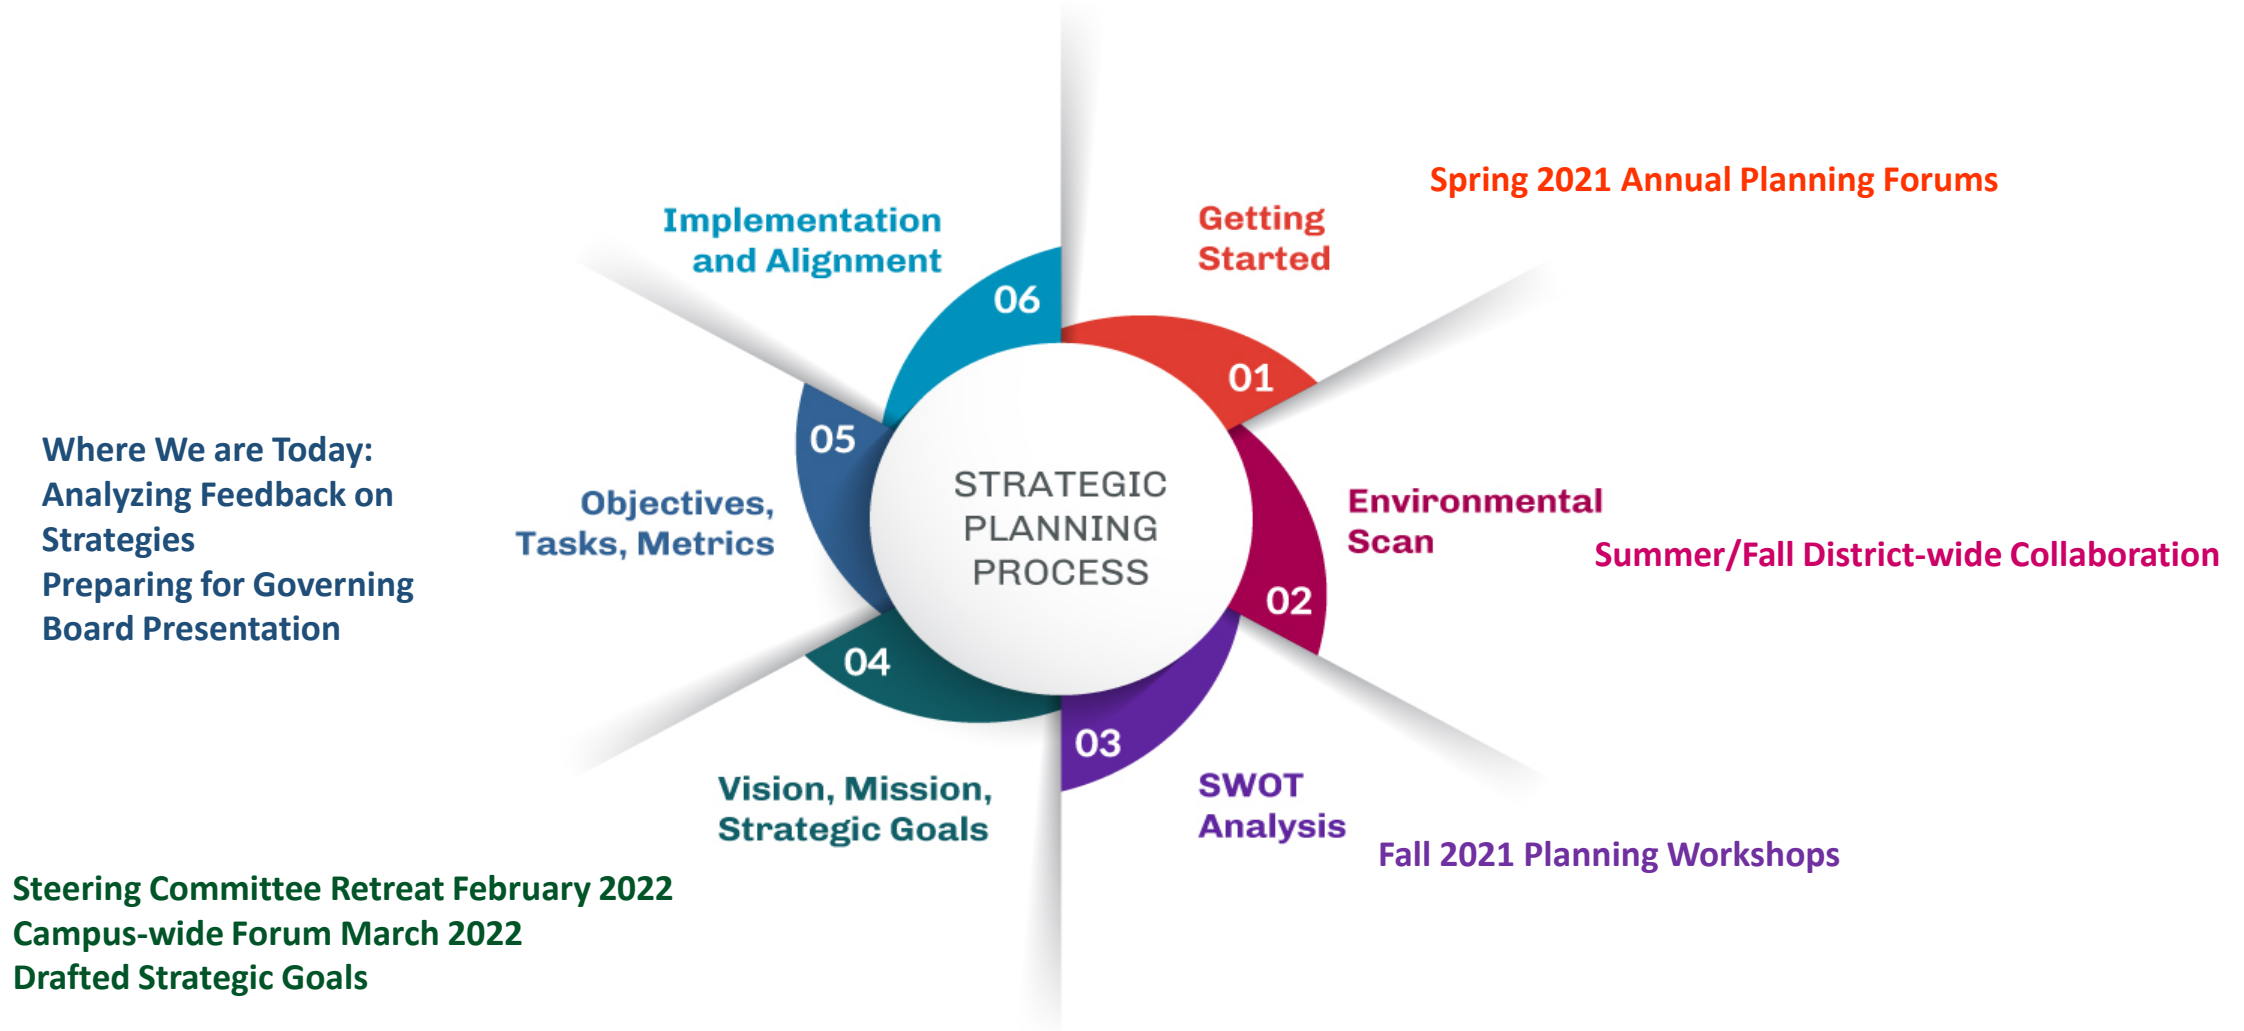 STRATEGIC
PLANNING
PROCESS
01
Getting
Started
Spring 2021 Annual Planning Forums
02
Environmental
Scan
Summer/Fall District-wide Collaboration
03
SWOT
Analysis
Fall 2021 Planning Workshops
04
Vision, Mission,
Strategic Goals
Steering Committee Retreat February 2022
Campus-wide Forum March 2022
Drafted Strategic Goals
05
Objectives,
Tasks, Metrics
Where We are Today:
Analyzing Feedback on
Strategies
Preparing for Governing
Board Presentation
06
Implementation
and Alignment